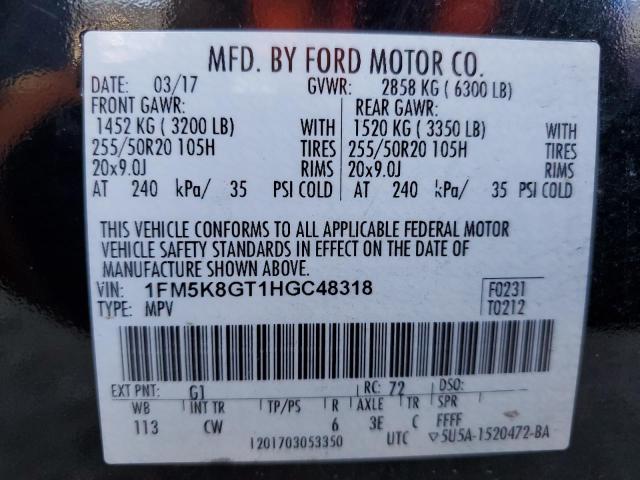 MFD. BY FORD MOTOR CO.
DATE: 03/17 GVWR: 2858 KG ( 6300 LB)
FRONT GAWR: REAR GAWR:
1452 KG ( 3200 LB) WITH 1520 KG ( 3350 LB) WITH
255/50R20 105H TIRES 255/50R20 105H TIRES
20x9.0J RIMS 20x9.0J RIMS
AT 240 kPa/ 35 PSI COLD AT 240 kPa/ 35 PSI COLD
THIS VEHICLE CONFORMS TO ALL APPLICABLE FEDERAL MOTOR
VEHICLE SAFETY STANDARDS IN EFFECT ON THE DATE OF
MANUFACTURE SHOWN ABOVE.
VIN: 1FM5K8GT1HGC48318 F0231
TYPE: MPV T0212
EXT PNT: G1 RC: 72 DSO:
WB INT TR TP/PS R AXLE TR SPR
113 CW 6 3E C FFFF
1201703053350 UTC ▽5U5A-1520472-BA